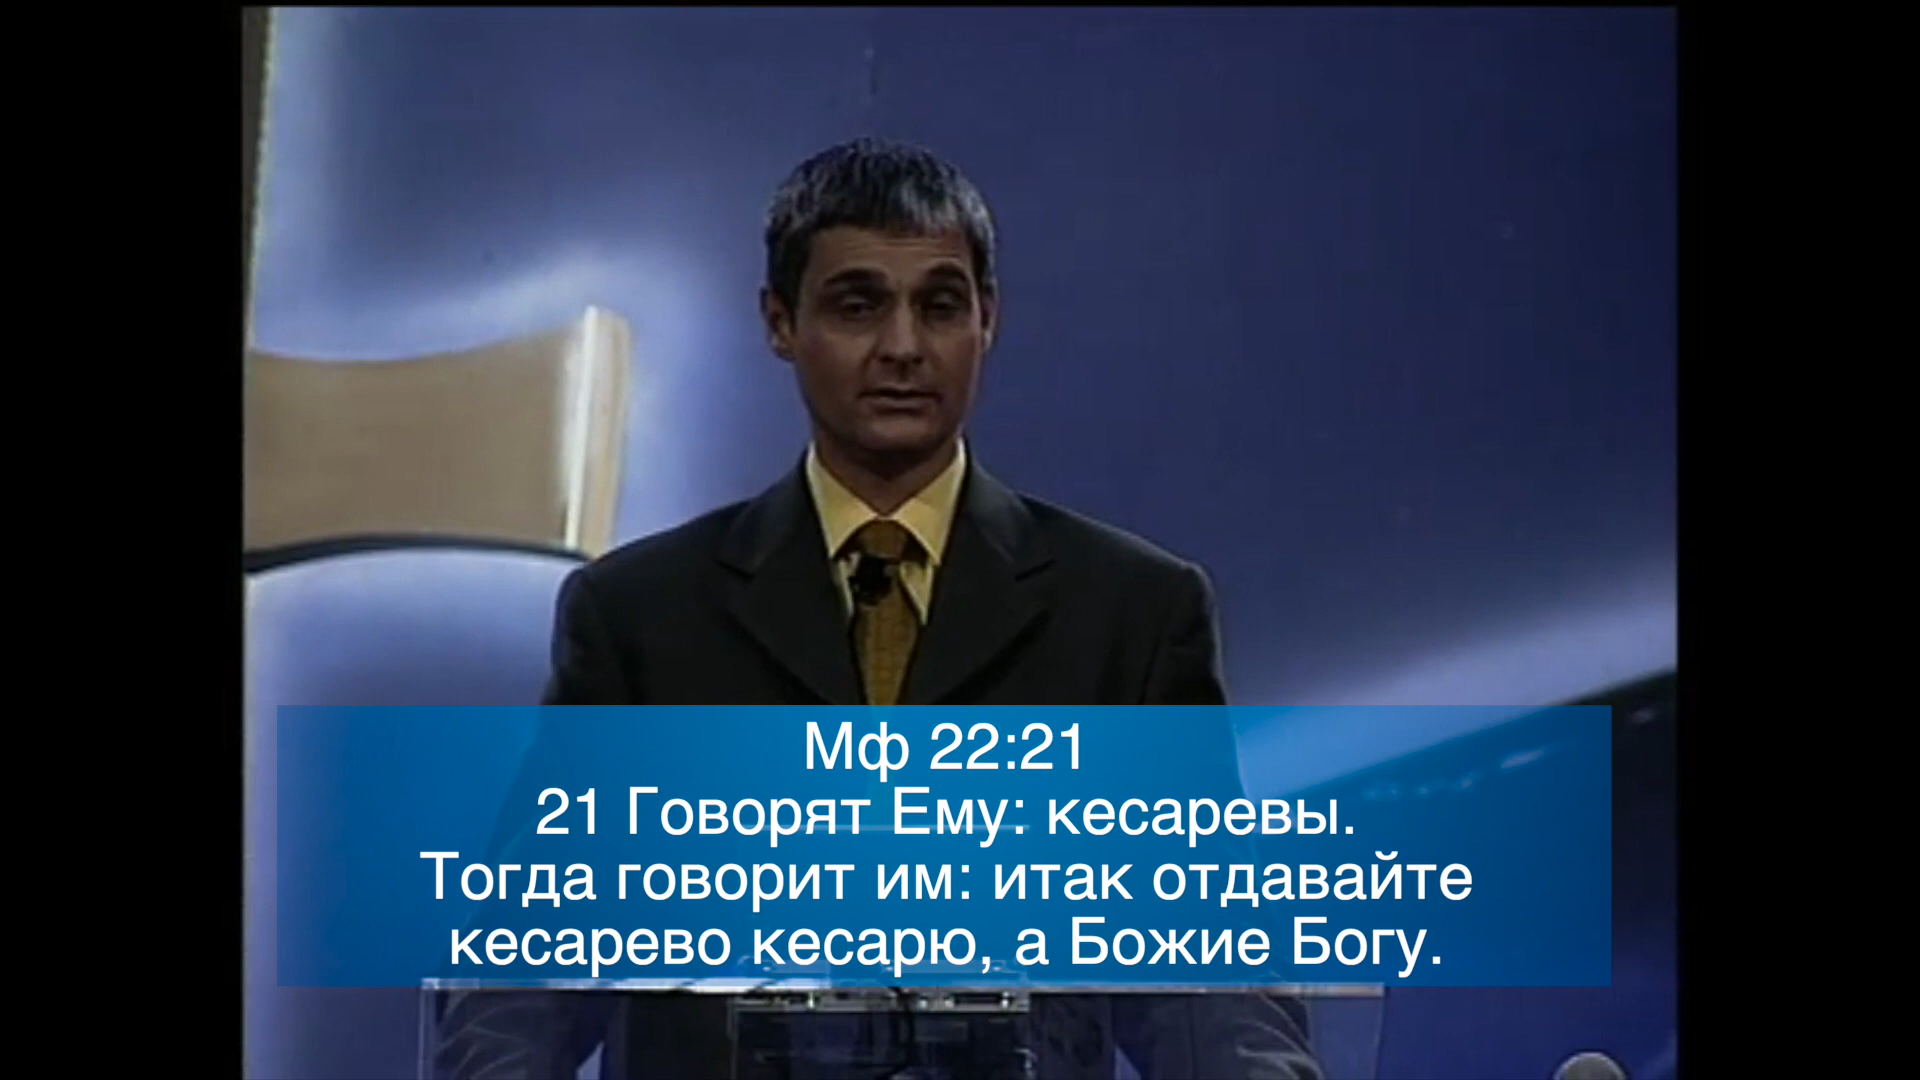 Мф 22:21
21 Говорят Ему: кесаревы.
Тогда говорит им: итак отдавайте
кесарево кесарю, а Божие Богу.